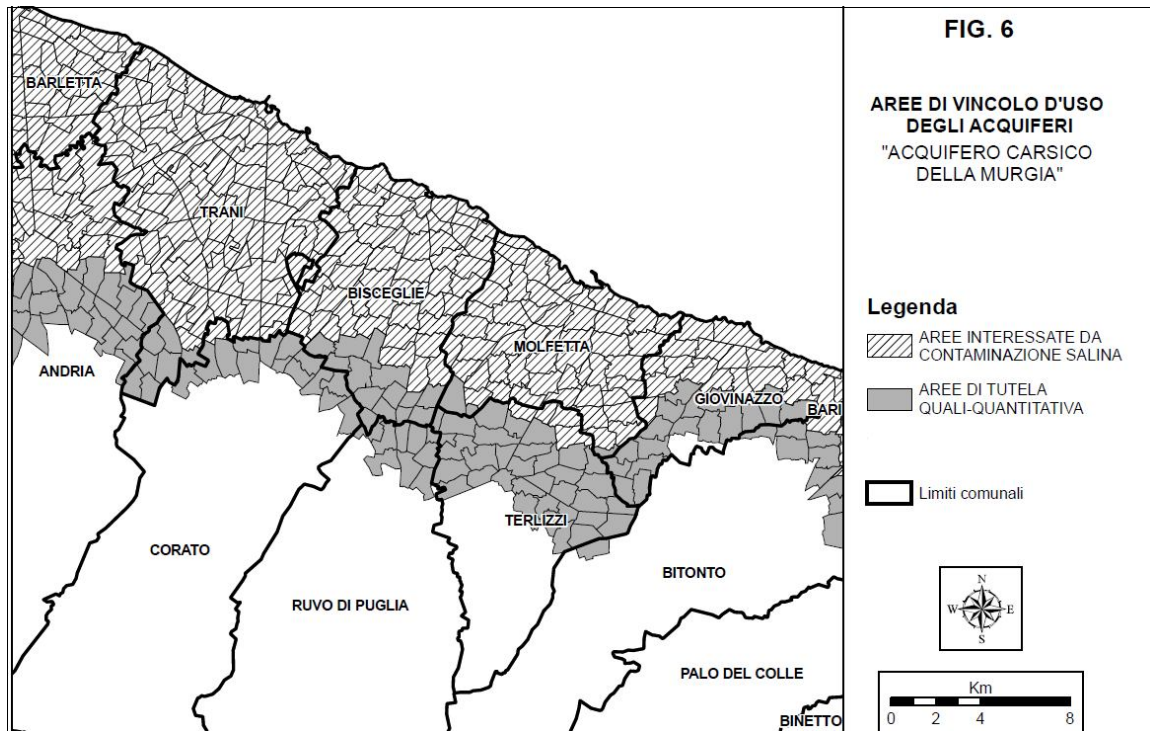 BARLETTA
TRANI
BISCEGLIE
ANDRIA
MOLFETTA
GIOVINAZZO
BARI
CORATO
TERLIZZI
RUVO DI PUGLIA
BITONTO
PALO DEL COLLE
BINETTO
FIG. 6
AREE DI VINCOLO D'USO
DEGLI ACQUIFERI
"ACQUIFERO CARSICO
DELLA MURGIA"
Legenda
AREE INTERESSATE DA
CONTAMINAZIONE SALINA
AREE DI TUTELA
QUALI-QUANTITATIVA
Limiti comunali
N
W E
S
Km
0 2 4 8